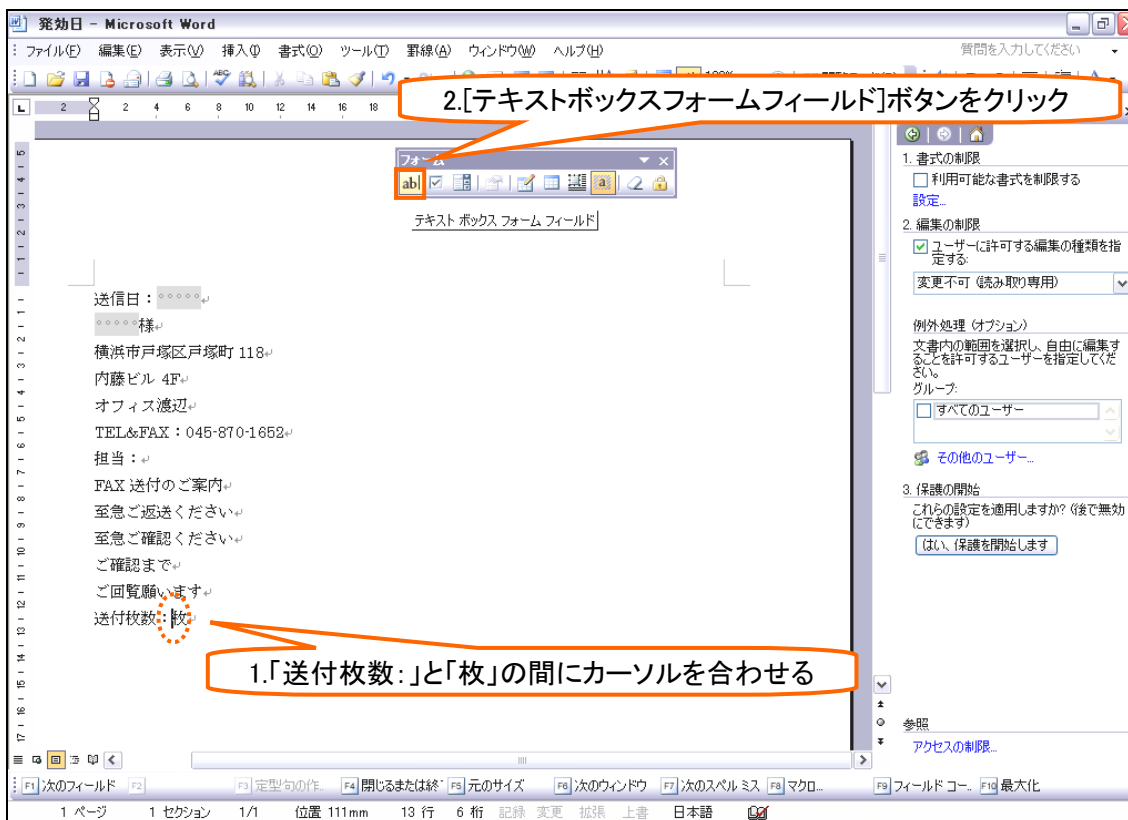 発効日 - Microsoft Word
ファイル(F) 編集(E) 表示(V) 挿入(I) 書式(O) ツール(T) 罫線(A) ウィンドウ(W) ヘルプ(H) 質問を入力してください
2.[テキストボックスフォームフィールド]ボタンをクリック
2 2 4 6 8 10 12 14 16 18
フォーム
ab|
テキスト ボックス フォーム フィールド
送信日:°°°°°
°°°°°様
横浜市戸塚区戸塚町 118
内藤ビル 4F
オフィス渡辺
TEL&FAX:045-870-1652
担当:
FAX 送付のご案内
至急ご返送ください
至急ご確認ください
ご確認まで
ご回覧願います
送付枚数:枚
1.「送付枚数:」と「枚」の間にカーソルを合わせる
1. 書式の制限
利用可能な書式を制限する
設定...
2. 編集の制限
ユーザーに許可する編集の種類を指
定する:
変更不可 (読み取り専用)
例外処理 (オプション)
文書内の範囲を選択し、自由に編集す
ることを許可するユーザーを指定してくだ
さい。
グループ:
すべてのユーザー
その他のユーザー...
3. 保護の開始
これらの設定を適用しますか? (後で無効
にできます)
はい、保護を開始します
参照
アクセスの制限...
F1 次のフィールド F2 F3 定型句の作... F4 閉じるまたは終 F5 元のサイズ F6 次のウィンドウ F7 次のスペル ミス F8 マクロ... F9 フィールド コー... F10 最大化
1 ページ 1 セクション 1/1 位置 111mm 13 行 6 桁 記録 変更 拡張 上書 日本語